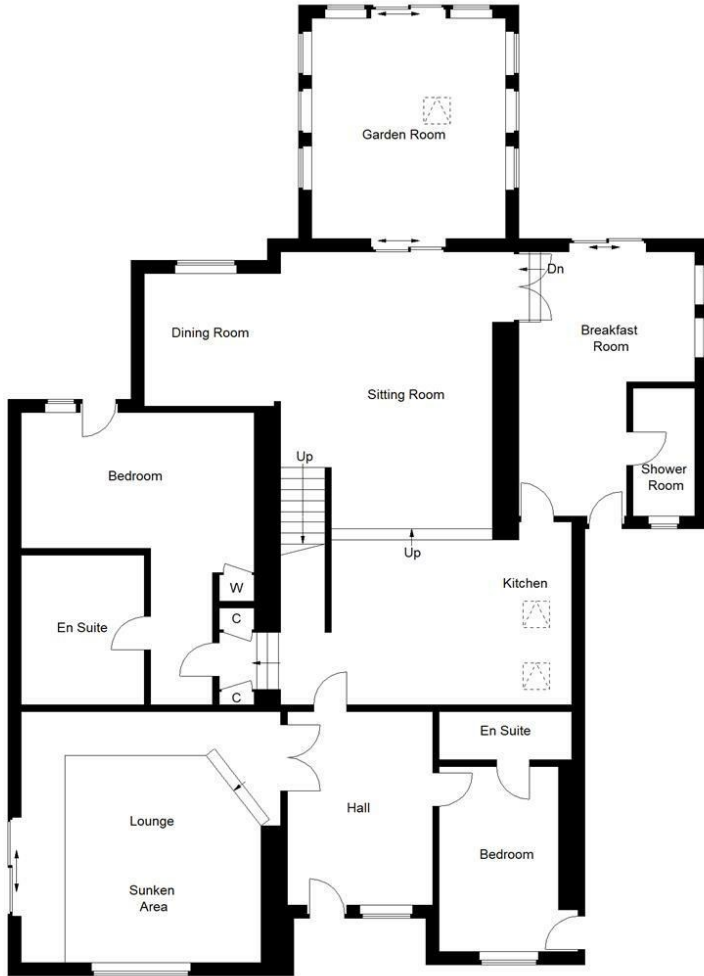 Garden Room
Dn
Dining Room
Breakfast
Room
Sitting Room
Up
Bedroom
Shower
Room
Up
Kitchen
W
C
En Suite
C
En Suite
Hall
Lounge
Bedroom
Sunken
Area